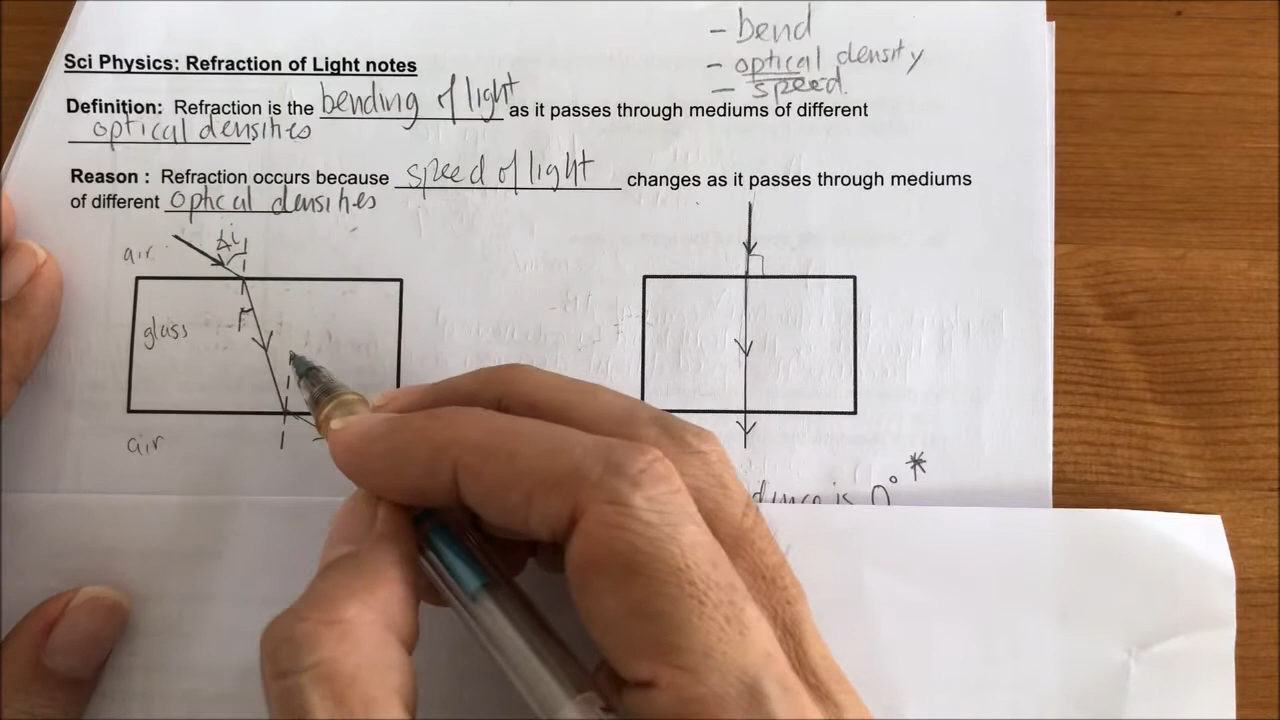 - bend
- optical density
- speed.
Sci Physics: Refraction of Light notes
Definition: Refraction is the bending of light as it passes through mediums of different
optical densities
Reason : Refraction occurs because speed of light changes as it passes through mediums
of different optical densities
air
i
glass
r
air
is 0° *